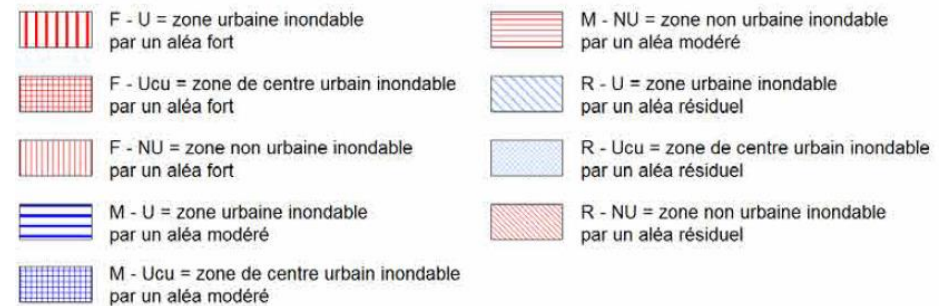 F - U = zone urbaine inondable
par un aléa fort
F - Ucu = zone de centre urbain inondable
par un aléa fort
F - NU = zone non urbaine inondable
par un aléa fort
M - U = zone urbaine inondable
par un aléa modéré
M - Ucu = zone de centre urbain inondable
par un aléa modéré
M - NU = zone non urbaine inondable
par un aléa modéré
R - U = zone urbaine inondable
par un aléa résiduel
R - Ucu = zone de centre urbain inondable
par un aléa résiduel
R - NU = zone non urbaine inondable
par un aléa résiduel